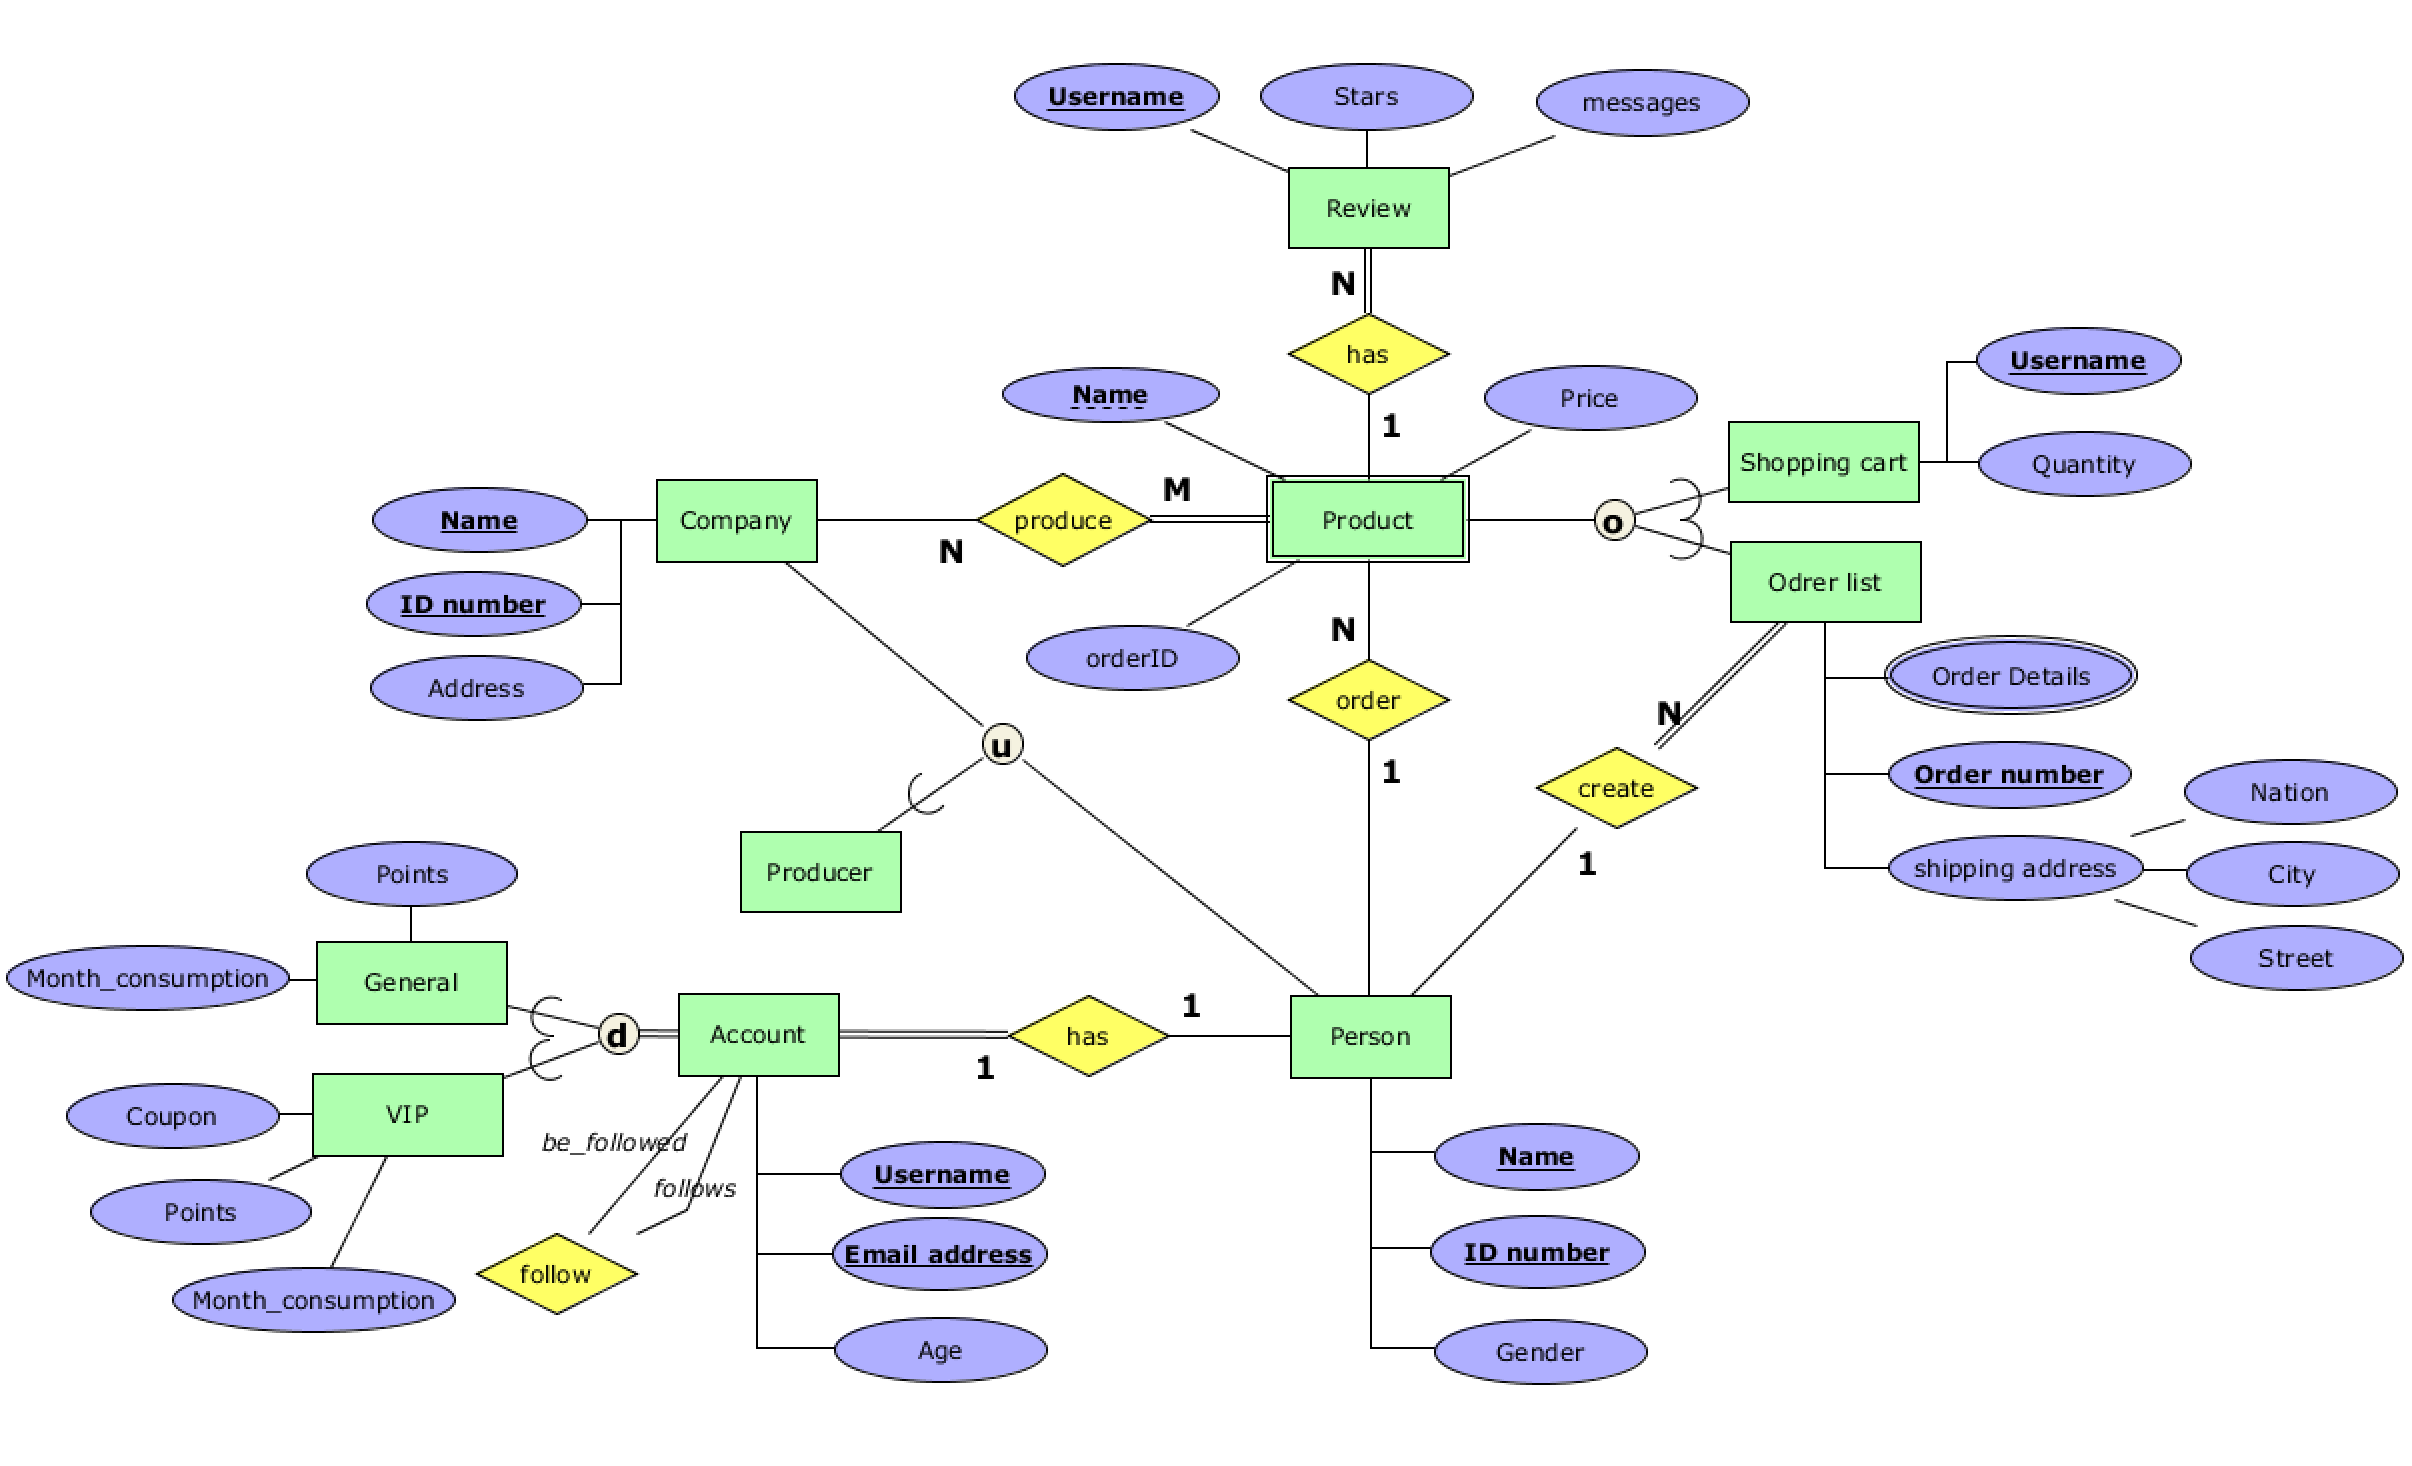 Username
Stars
messages
Review
N
has
Username
Name
Price
1
Shopping cart
Quantity
M
Name
Company
produce
Product
o
N
Odrer list
ID number
N
orderID
Order Details
Address
order
N
u
1
Order number
create
Nation
1
Producer
shipping address
City
Points
Street
Month_consumption
General
1
d
Account
has
Person
1
Coupon
VIP
be_followed
Name
Username
follows
Points
Email address
ID number
follow
Month_consumption
Age
Gender